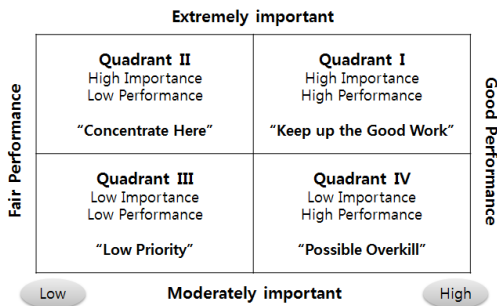 Extremely important
Fair Performance
Quadrant II
High Importance
Low Performance
"Concentrate Here"
Quadrant I
High Importance
High Performance
"Keep up the Good Work"
Good Performance
Quadrant III
Low Importance
Low Performance
"Low Priority"
Quadrant IV
Low Importance
High Performance
"Possible Overkill"
Low
Moderately important
High